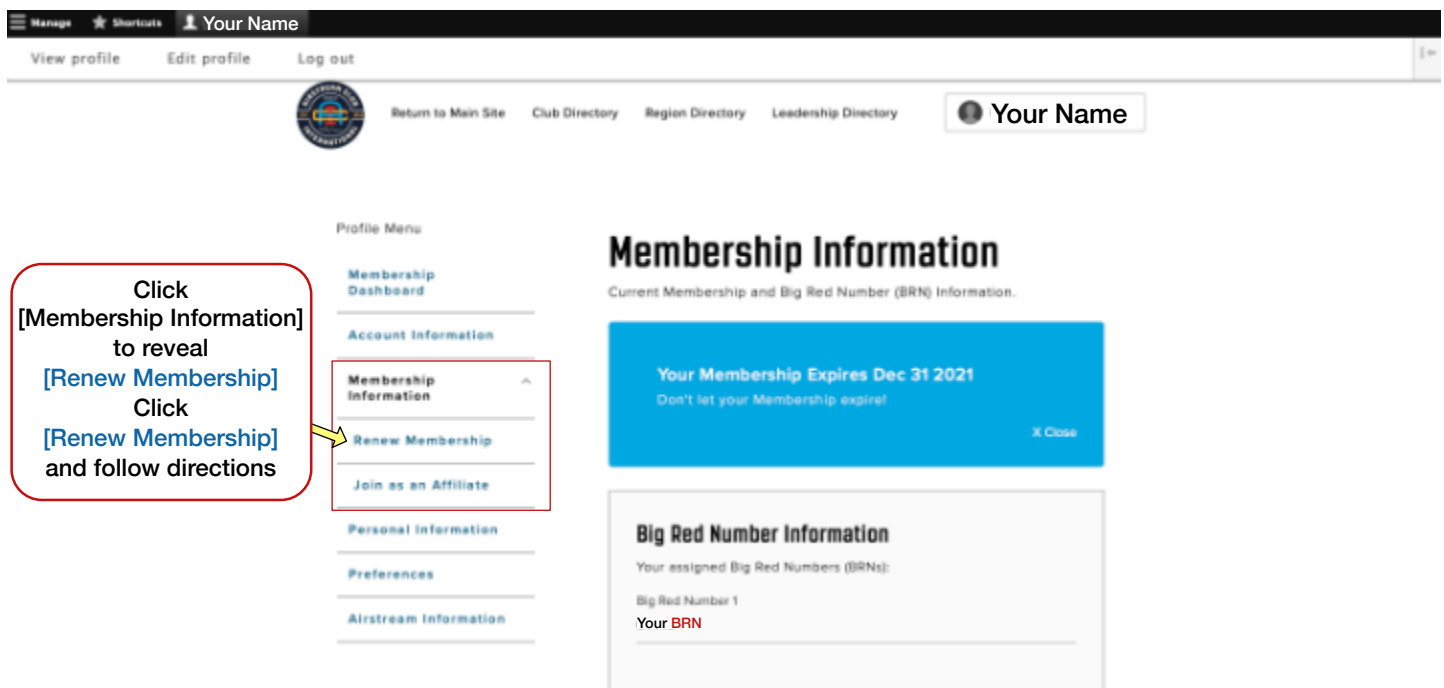 Manage Shortcuts Your Name
View profile Edit profile Log out
AIRSTREAM CLUB INTERNATIONAL
Return to Main Site Club Directory Region Directory Leadership Directory Your Name
Profile Menu
Membership
Dashboard
Account Information
Membership
Information
Renew Membership
Join as an Affiliate
Personal Information
Preferences
Airstream Information
Click
[Membership Information]
to reveal
[Renew Membership]
Click
[Renew Membership]
and follow directions
Membership Information
Current Membership and Big Red Number (BRN) Information.
Your Membership Expires Dec 31 2021
Don't let your Membership expire!
X Close
Big Red Number Information
Your assigned Big Red Numbers (BRNs):
Big Red Number 1
Your BRN